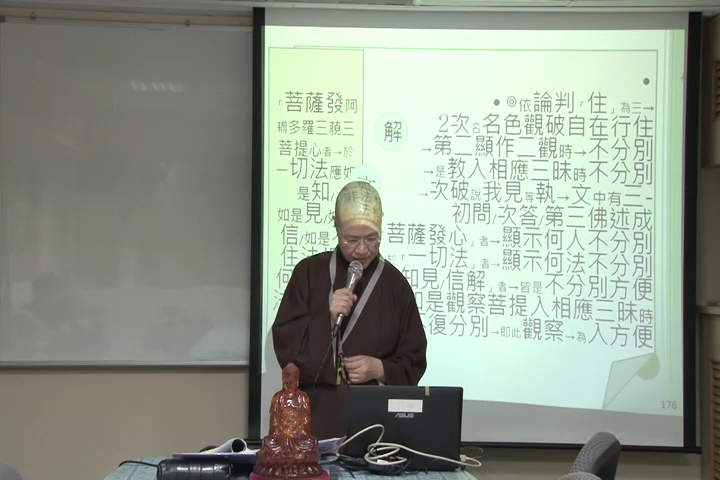 「菩薩發阿
耨多羅三藐三
菩提心者→於
一切法應如
是知
如是見
信
住法
解
◎依論判「住」為三→
2次名名色觀破自在行住
→第二顯作二觀時→不分別
→是教入相應三昧時不分別
→次破說我見等執→文中有三-
初問/次答/第三佛述成
菩薩發心」者→顯示何人不分別
一切法」者→顯示何法不分別
知見/信解」者→皆是不分別方便
是觀察菩提入相應三昧時
復分別→即此觀察→為入方便
176
ASUS